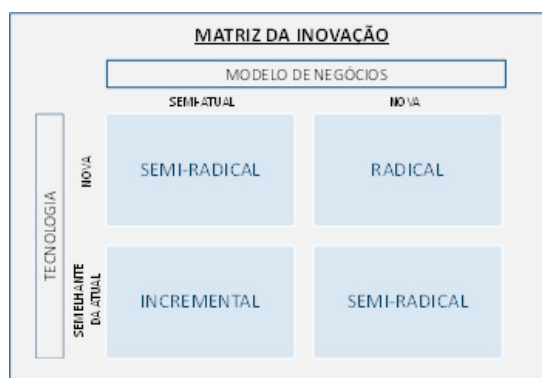 MATRIZ DA INOVAÇÃO
MODELO DE NEGÓCIOS
SEMI-ATUAL
NOVA
TECNOLOGIA
NOVA
SEMI-RADICAL
RADICAL
SEMELHANTE
DA ATUAL
INCREMENTAL
SEMI-RADICAL